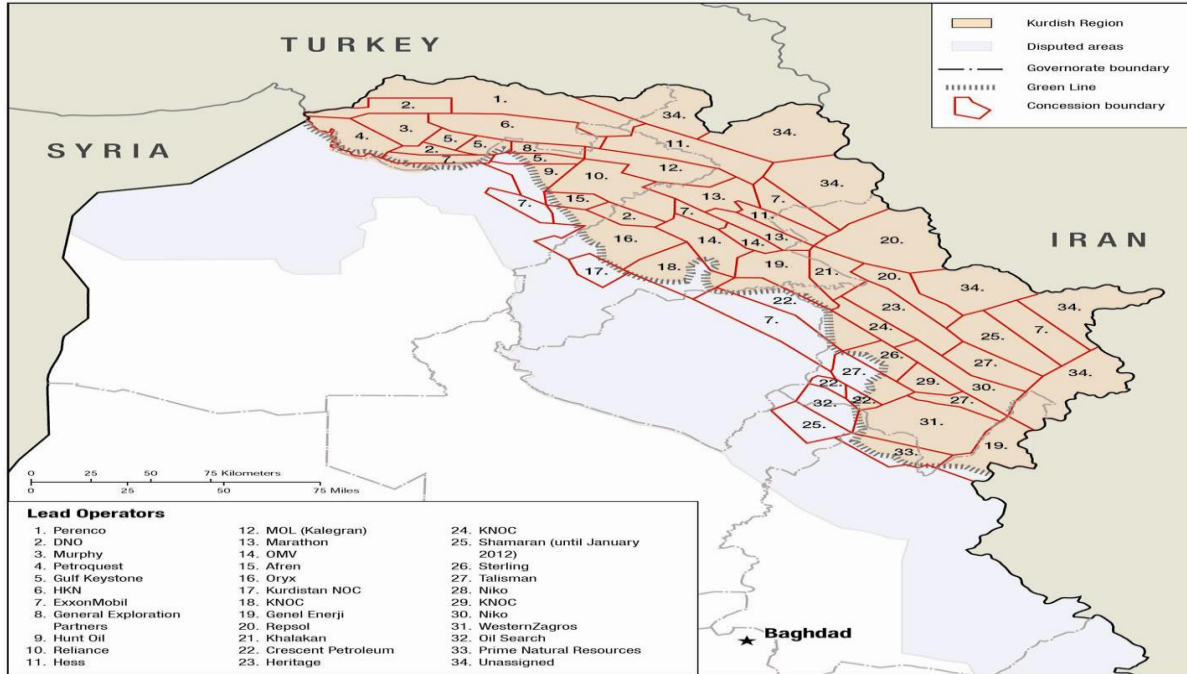 TURKEY
SYRIA
IRAN
Kurdish Region
Disputed areas
Governorate boundary
Green Line
Concession boundary
1.
2.
34.
3.
6.
34.
4.
5.
5.
8.
11.
2.
7.
5.
9.
10.
12.
34.
7.
15.
13.
7.
2.
7.
11.
16.
14.
14.
13.
20.
17.
18.
19.
21.
20.
34.
22.
23.
34.
7.
24.
25.
7.
26.
27.
27.
34.
22.
29.
30.
32.
22.
27.
25.
31.
33.
19.
Baghdad
0 25 50 75 Kilometers
0 25 50 75 Miles
Lead Operators
1. Perenco
2. DNO
3. Murphy
4. Petroquest
5. Gulf Keystone
6. HKN
7. ExxonMobil
8. General Exploration
Partners
9. Hunt Oil
10. Reliance
11. Hess
12. MOL (Kalegran)
13. Marathon
14. OMV
15. Afren
16. Oryx
17. Kurdistan NOC
18. KNOC
19. Genel Enerji
20. Repsol
21. Khalakan
22. Crescent Petroleum
23. Heritage
24. KNOC
25. Shamaran (until January
2012)
26. Sterling
27. Talisman
28. Niko
29. KNOC
30. Niko
31. WesternZagros
32. Oil Search
33. Prime Natural Resources
34. Unassigned